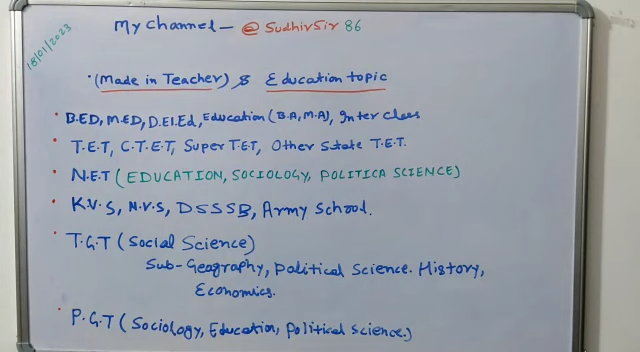 My Channel - @ SudhirSir 86
18/01/2023
(Made in Teacher) & Education topic
B.ED, M.ED, D.El.Ed, Education (B.A, M.A), Inter class
T.E.T, C.T.E.T, Super T.E.T, Other State T.E.T.
N.E.T (EDUCATION, SOCIOLOGY, POLITICA SCIENCE)
K.V.S, N.V.S, DSSSB, Army School.
T.G.T (Social Science)
Sub-Geography, Political Science. History,
Economics.
P.G.T (Sociology, Education, Political Science.)